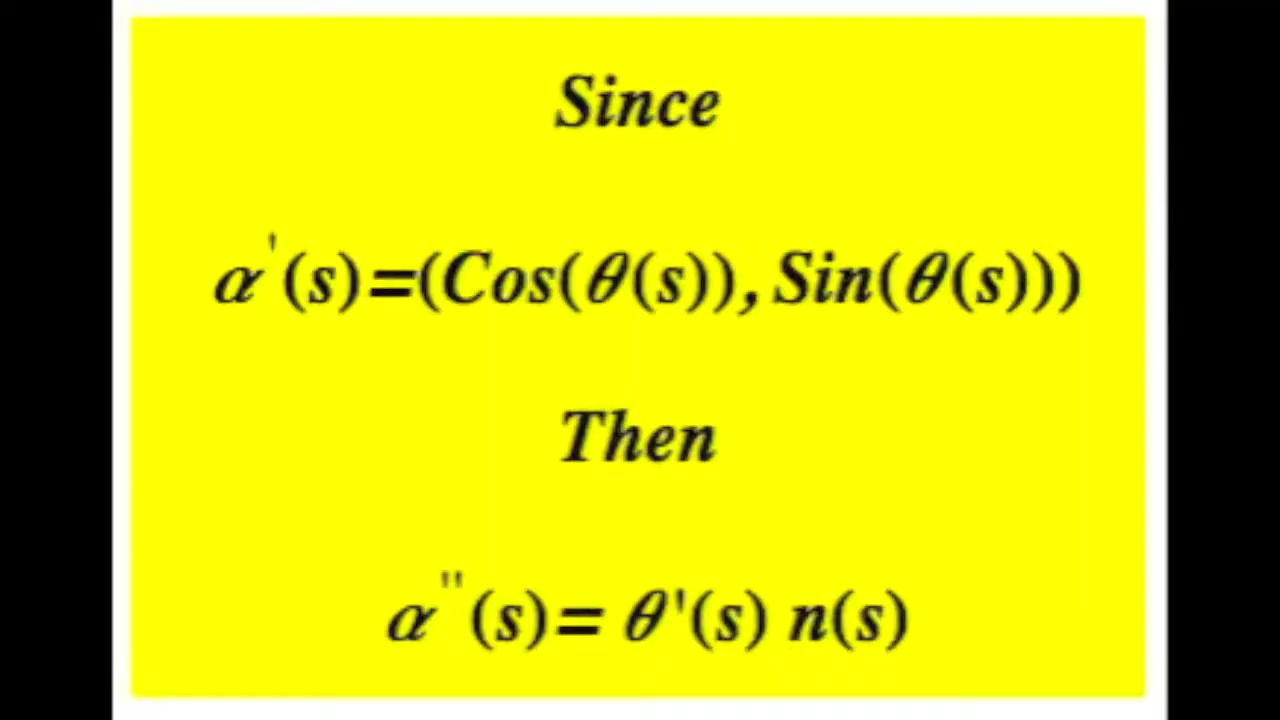 Since
α'(s)=(Cos(θ(s)),Sin(θ(s)))
Then
α''(s)= θ'(s) n(s)